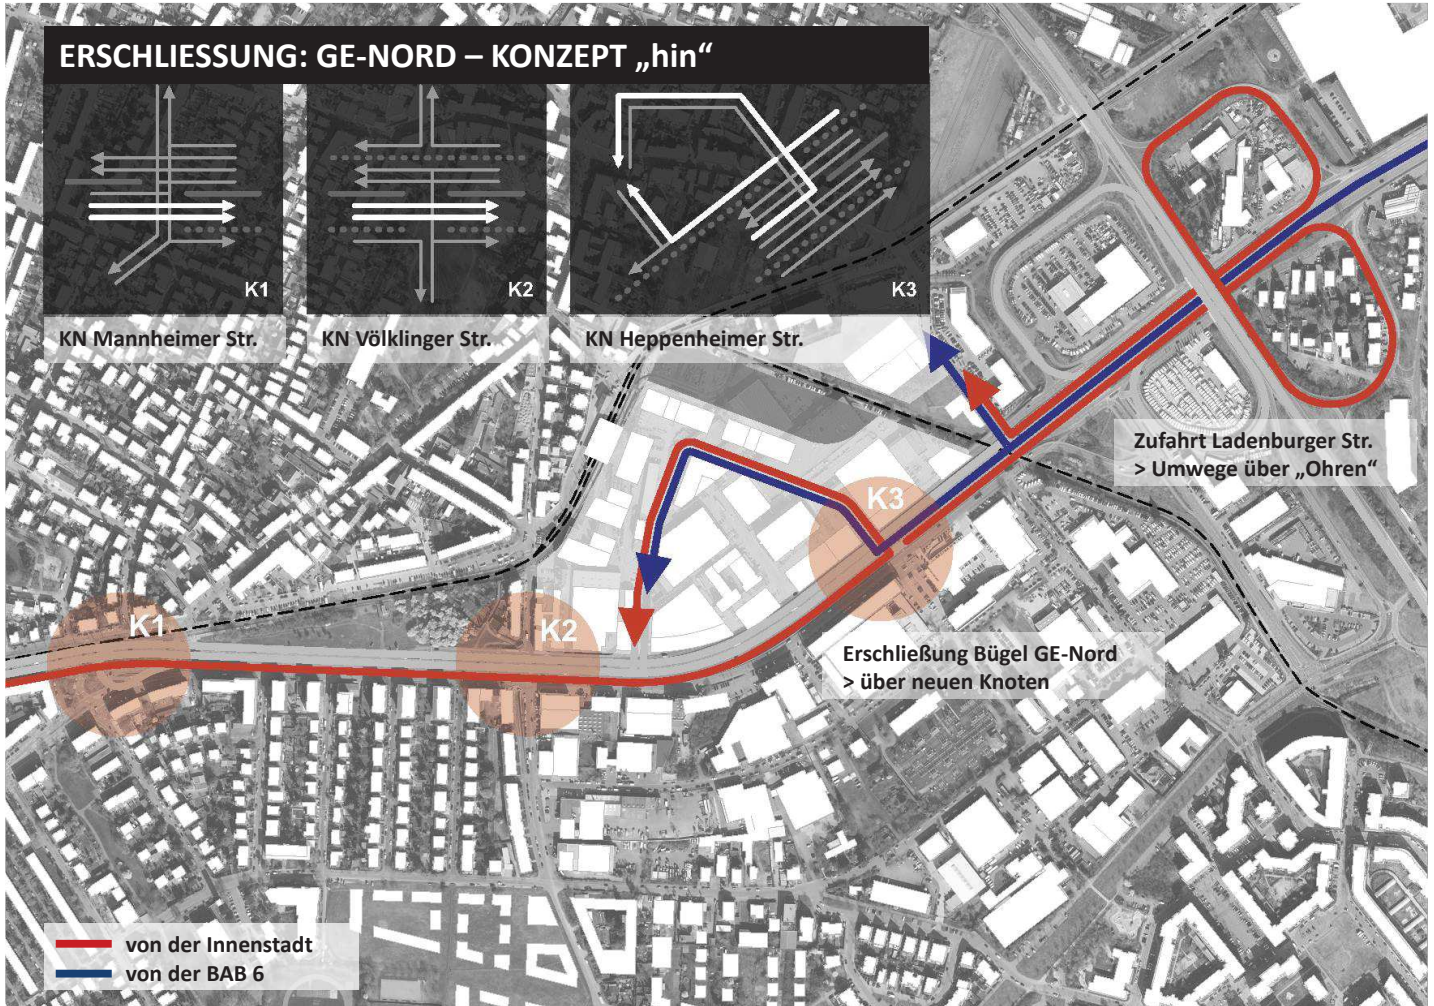 ERSCHLIESSUNG: GE-NORD – KONZEPT „hin“
K1
K2
K3
KN Mannheimer Str.
KN Völklinger Str.
KN Heppenheimer Str.
Zufahrt Ladenburger Str.
> Umwege über „Ohren“
K3
K1
K2
Erschließung Bügel GE-Nord
> über neuen Knoten
von der Innenstadt
von der BAB 6